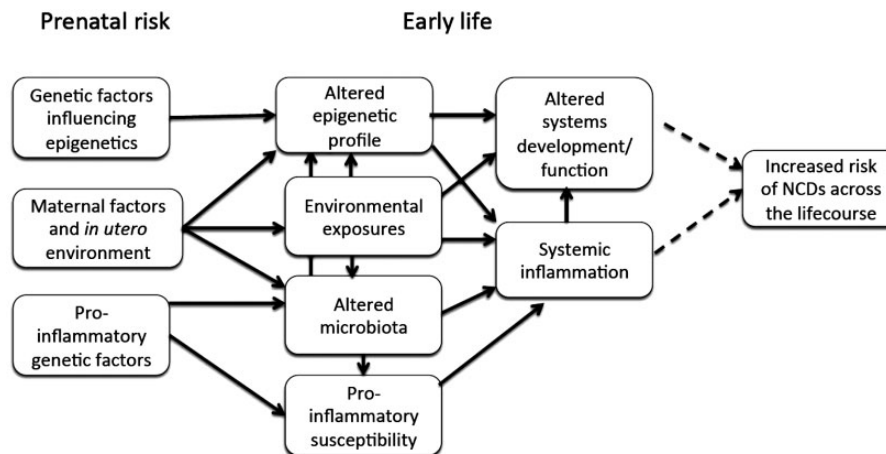 Prenatal risk
Early life
Genetic factors
influencing
epigenetics
Maternal factors
and in utero
environment
Pro-
inflammatory
genetic factors
Altered
epigenetic
profile
Environmental
exposures
Altered
microbiota
Pro-
inflammatory
susceptibility
Altered
systems
development/
function
Systemic
inflammation
Increased risk
of NCDs across
the lifecourse